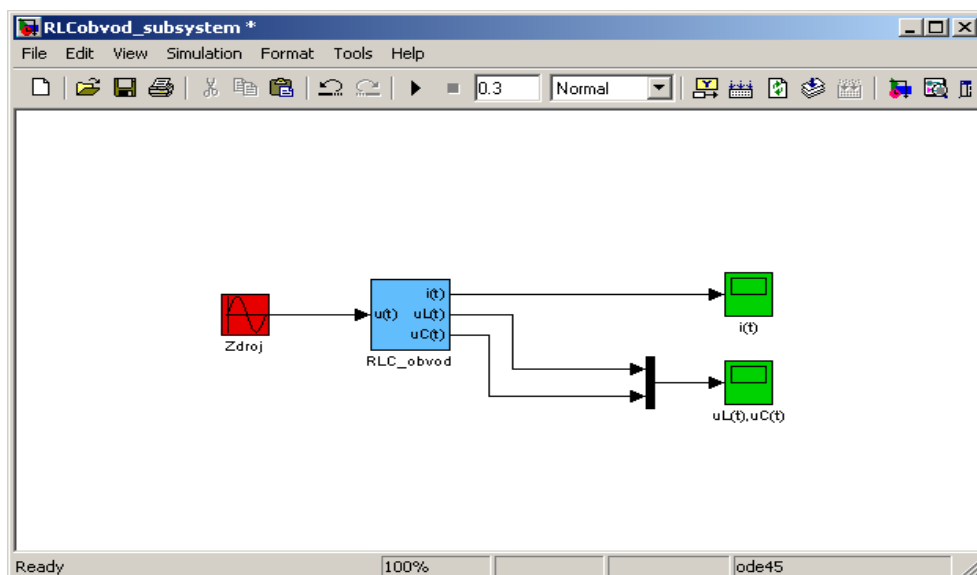 RLCobvod_subsystem *
File Edit View Simulation Format Tools Help
0.3 Normal
i(t)
u(t) uL(t)
uC(t)
Zdroj
RLC_obvod
i(t)
uL(t),uC(t)
Ready 100% ode45